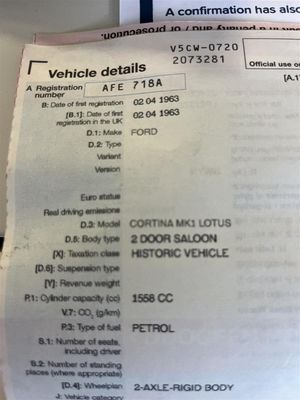 A confirmation has also
V5CW-0720
2073281
Official use o
Vehicle details
[A.1]
A Registration number AFE 718A
B: Date of first registration 02 04 1963
[B.1] Date of first registration in the UK 02 04 1963
D.1: Make FORD
D.2: Type
Variant
Version
Euro status
Real driving emissions
D.3: Model CORTINA MK1 LOTUS
D.5: Body type 2 DOOR SALOON
[X]: Taxation class HISTORIC VEHICLE
[D.6]: Suspension type
[Y]: Revenue weight
P.1: Cylinder capacity (cc) 1558 CC
V.7: CO2 (g/km)
P.3: Type of fuel PETROL
S.1: Number of seats, including driver
S.2: Number of standing places (where appropriate)
[D.4]: Wheelplan 2-AXLE-RIGID BODY
J: Vehicle category